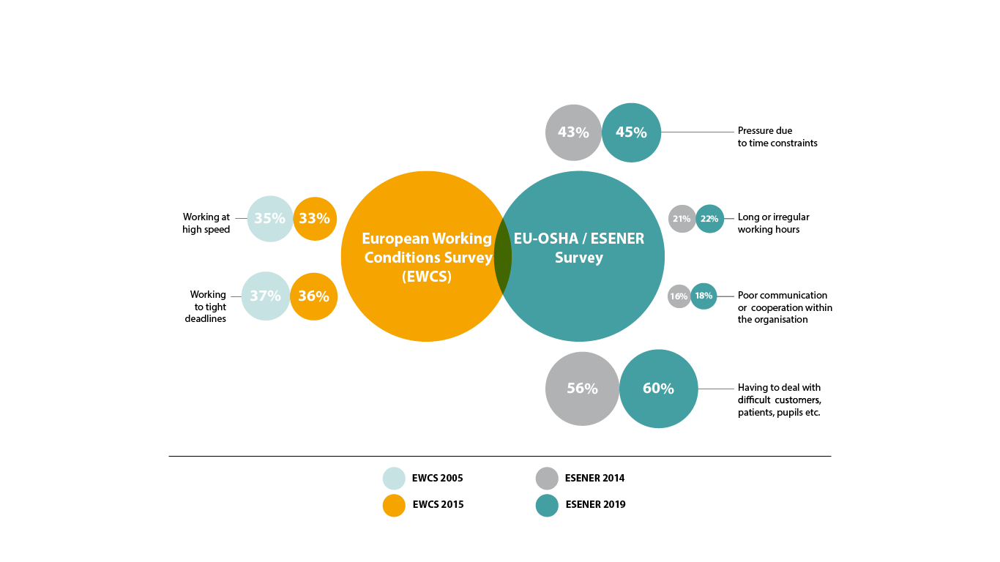 43%
45%
Pressure due
to time constraints
Working at
high speed
35%
33%
21%
22%
Long or irregular
working hours
European Working
Conditions Survey
(EWCS)
EU-OSHA / ESENER
Survey
Working
to tight
deadlines
37%
36%
16%
18%
Poor communication
or cooperation within
the organisation
56%
60%
Having to deal with
difficult customers,
patients, pupils etc.
EWCS 2005
ESENER 2014
EWCS 2015
ESENER 2019